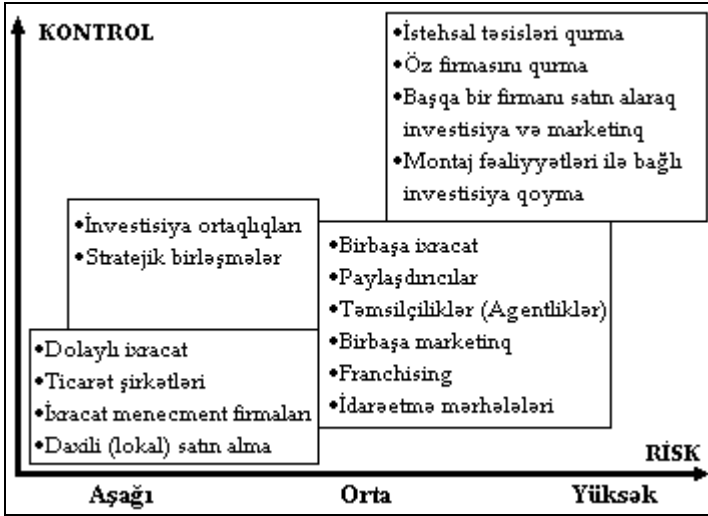 KONTROL
•İstehsal təsisləri qurma
•Öz firmasını qurma
•Başqa bir firmanı satın alaraq
investisiya və marketinq
•Montaj fəaliyyətləri ilə bağlı
investisiya qoyma
•İnvestisiya ortaqlıqları
•Stratejik birləşmələr
•Birbaşa ixracat
•Paylaşdırıcılar
•Təmsilçiliklər (Agentliklər)
•Birbaşa marketinq
•Franchising
•İdarəetmə mərhələləri
•Dolaylı ixracat
•Ticarət şirkətləri
•İxracat menecment firmaları
•Daxili (lokal) satın alma
RİSK
Aşağı Orta Yüksək